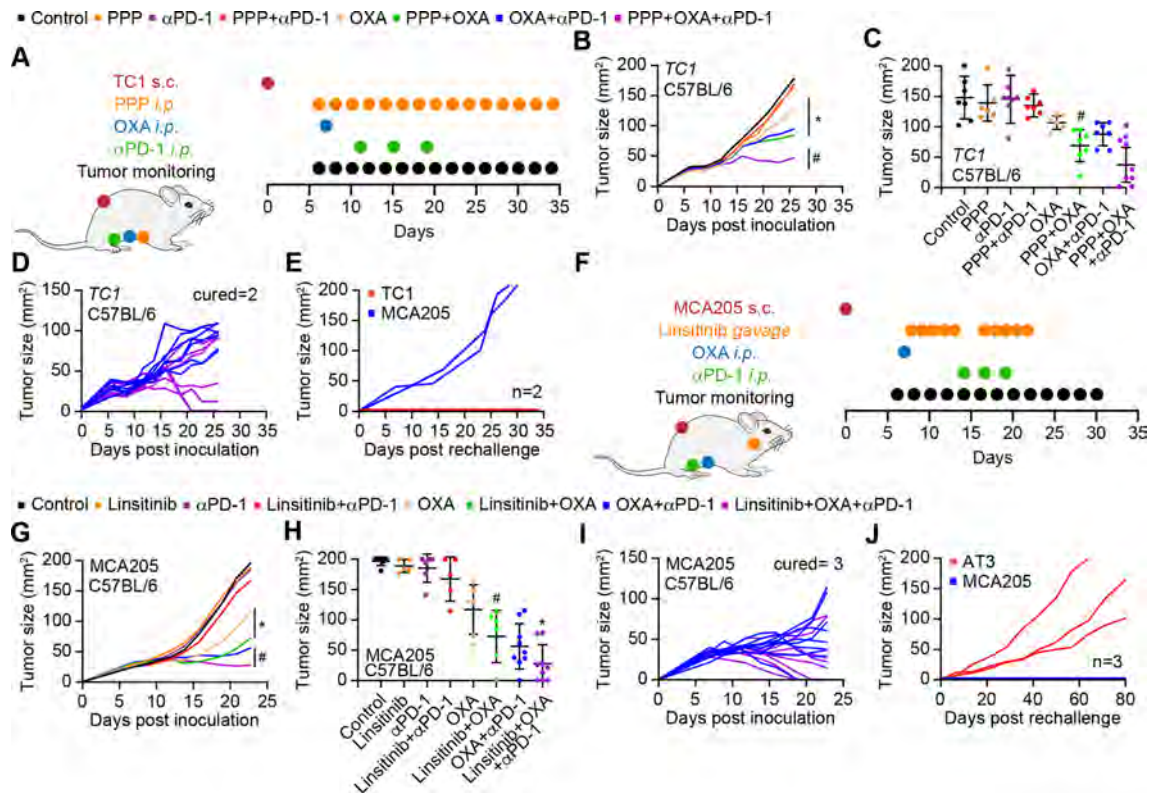 Control PPP αPD-1 PPP+αPD-1 OXA PPP+OXA OXA+αPD-1 PPP+OXA+αPD-1
A
TC1 s.c.
PPP i.p
OXA i.p.
αPD-1 i.p.
Tumor monitoring
0 5 10 15 20 25 30 35
Days
B
TC1
C57BL/6
Tumor size (mm²)
200
150
100
50
0
0 5 10 15 20 25 30 35
Days post inoculation
*
#
C
Tumor size (mm²)
200
150
100
50
0
#
TC1
C57BL/6
Control
PPP
αPD-1
PPP+αPD-1
OXA
PPP+OXA
OXA+αPD-1
PPP+OXA
+αPD-1
D
TC1
C57BL/6
cured=2
Tumor size (mm²)
200
150
100
50
0
0 5 10 15 20 25 30 35
Days post inoculation
E
TC1
MCA205
n=2
Tumor size (mm²)
200
150
100
50
0
0 5 10 15 20 25 30 35
Days post rechallenge
F
MCA205 s.c.
Linsitinib gavage
OXA i.p.
αPD-1 i.p.
Tumor monitoring
0 5 10 15 20 25 30 35
Days
Control Linsitinib αPD-1 Linsitinib+αPD-1 OXA Linsitinib+OXA OXA+αPD-1 Linsitinib+OXA+αPD-1
G
MCA205
C57BL/6
Tumor size (mm²)
200
150
100
50
0
0 5 10 15 20 25
Days post inoculation
*
#
H
Tumor size (mm²)
200
150
100
50
0
#
*
MCA205
C57BL/6
Control
Linsitinib
αPD-1
Linsitinib+αPD-1
OXA
Linsitinib+OXA
OXA+αPD-1
Linsitinib+OXA
+αPD-1
I
MCA205
C57BL/6
cured= 3
Tumor size (mm²)
200
150
100
50
0
0 5 10 15 20 25
Days post inoculation
J
AT3
MCA205
n=3
Tumor size (mm²)
200
150
100
50
0
0 20 40 60 80
Days post rechallenge